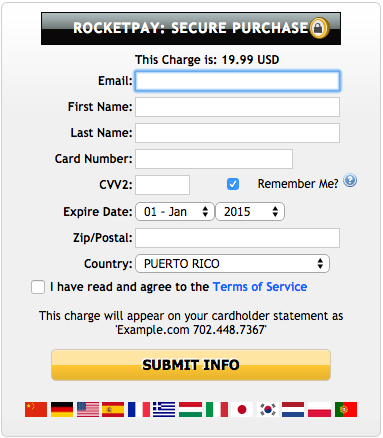 ROCKETPAY: SECURE PURCHASE
This Charge is: 19.99 USD
Email:
First Name:
Last Name:
Card Number:
CVV2: Remember Me? ?
Expire Date: 01 - Jan 2015
Zip/Postal:
Country: PUERTO RICO
I have read and agree to the Terms of Service
This charge will appear on your cardholder statement as
'Example.com 702.448.7367'
SUBMIT INFO